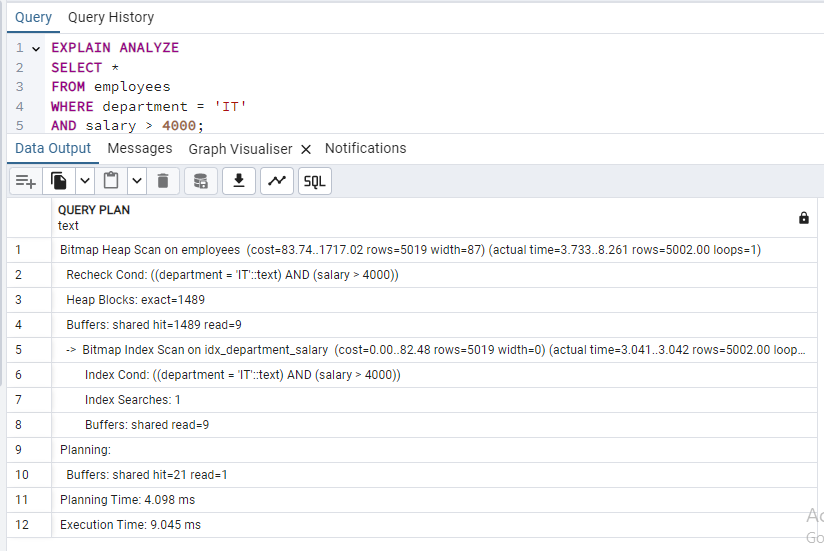 Query Query History
1 EXPLAIN ANALYZE
2 SELECT *
3 FROM employees
4 WHERE department = 'IT'
5 AND salary > 4000;
Data Output Messages Graph Visualiser X Notifications
SQL
QUERY PLAN
text
1 Bitmap Heap Scan on employees (cost=83.74..1717.02 rows=5019 width=87) (actual time=3.733..8.261 rows=5002.00 loops=1)
2 Recheck Cond: ((department = 'IT'::text) AND (salary > 4000))
3 Heap Blocks: exact=1489
4 Buffers: shared hit=1489 read=9
5 -> Bitmap Index Scan on idx_department_salary (cost=0.00..82.48 rows=5019 width=0) (actual time=3.041..3.042 rows=5002.00 loop...
6 Index Cond: ((department = 'IT'::text) AND (salary > 4000))
7 Index Searches: 1
8 Buffers: shared read=9
9 Planning:
10 Buffers: shared hit=21 read=1
11 Planning Time: 4.098 ms
12 Execution Time: 9.045 ms